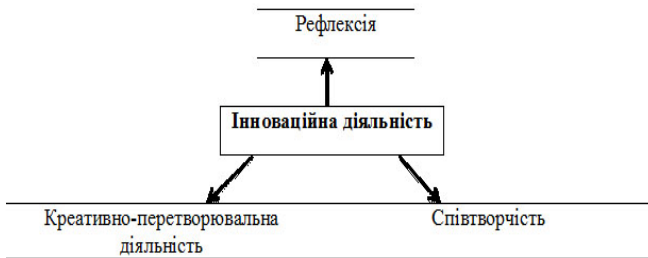 Рефлексія
Інноваційна діяльність
Креативно-перетворювальна
діяльність
Співтворчість